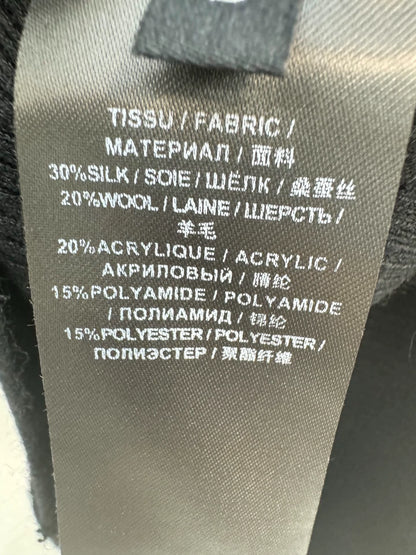 TISSU / FABRIC /
МАТЕРИАЛ / 面料
30%SILK / SOIE / ШЁЛК / 桑蚕丝
20%WOOL / LAINE / ШЕРСТЬ /
羊毛
20%ACRYLIQUE / ACRYLIC /
АКРИЛОВЫЙ / 腈纶
15%POLYAMIDE / POLYAMIDE
/ ПОЛИАМИД / 锦纶
15%POLYESTER / POLYESTER /
ПОЛИЭСТЕР / 聚酯纤维